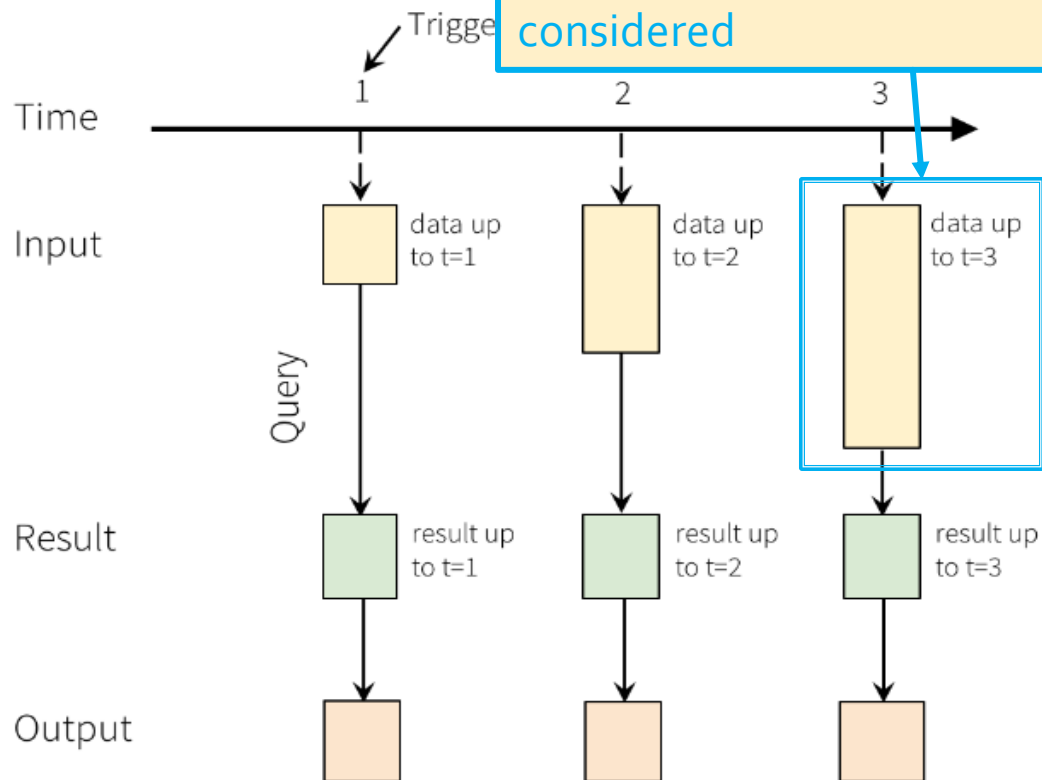 considered
1
2
3
Time
Input
data up
to t=1
data up
to t=2
data up
to t=3
Query
Result
result up
to t=1
result up
to t=2
result up
to t=3
Output